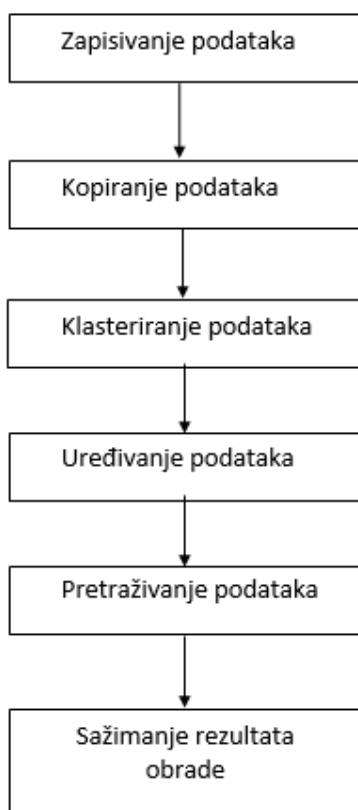 Zapisivanje podataka
Kopiranje podataka
Klasteriranje podataka
Uređivanje podataka
Pretraživanje podataka
Sažimanje rezultata
obrade